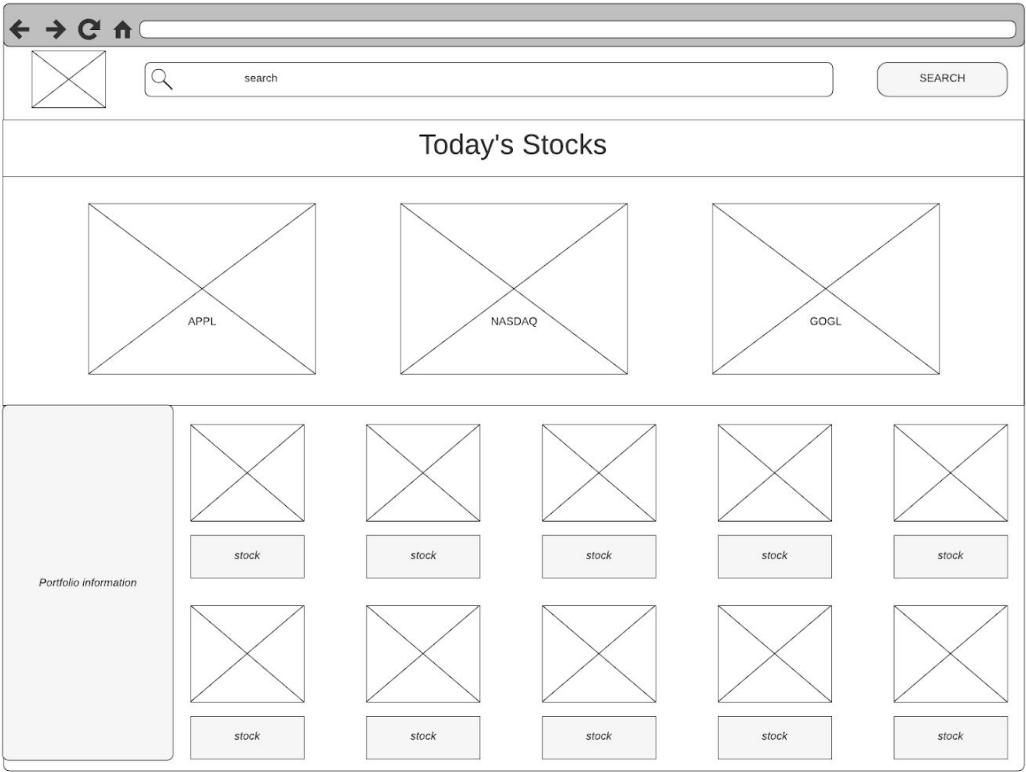 search
SEARCH
Today's Stocks
APPL
NASDAQ
GOGL
Portfolio information
stock
stock
stock
stock
stock
stock
stock
stock
stock
stock